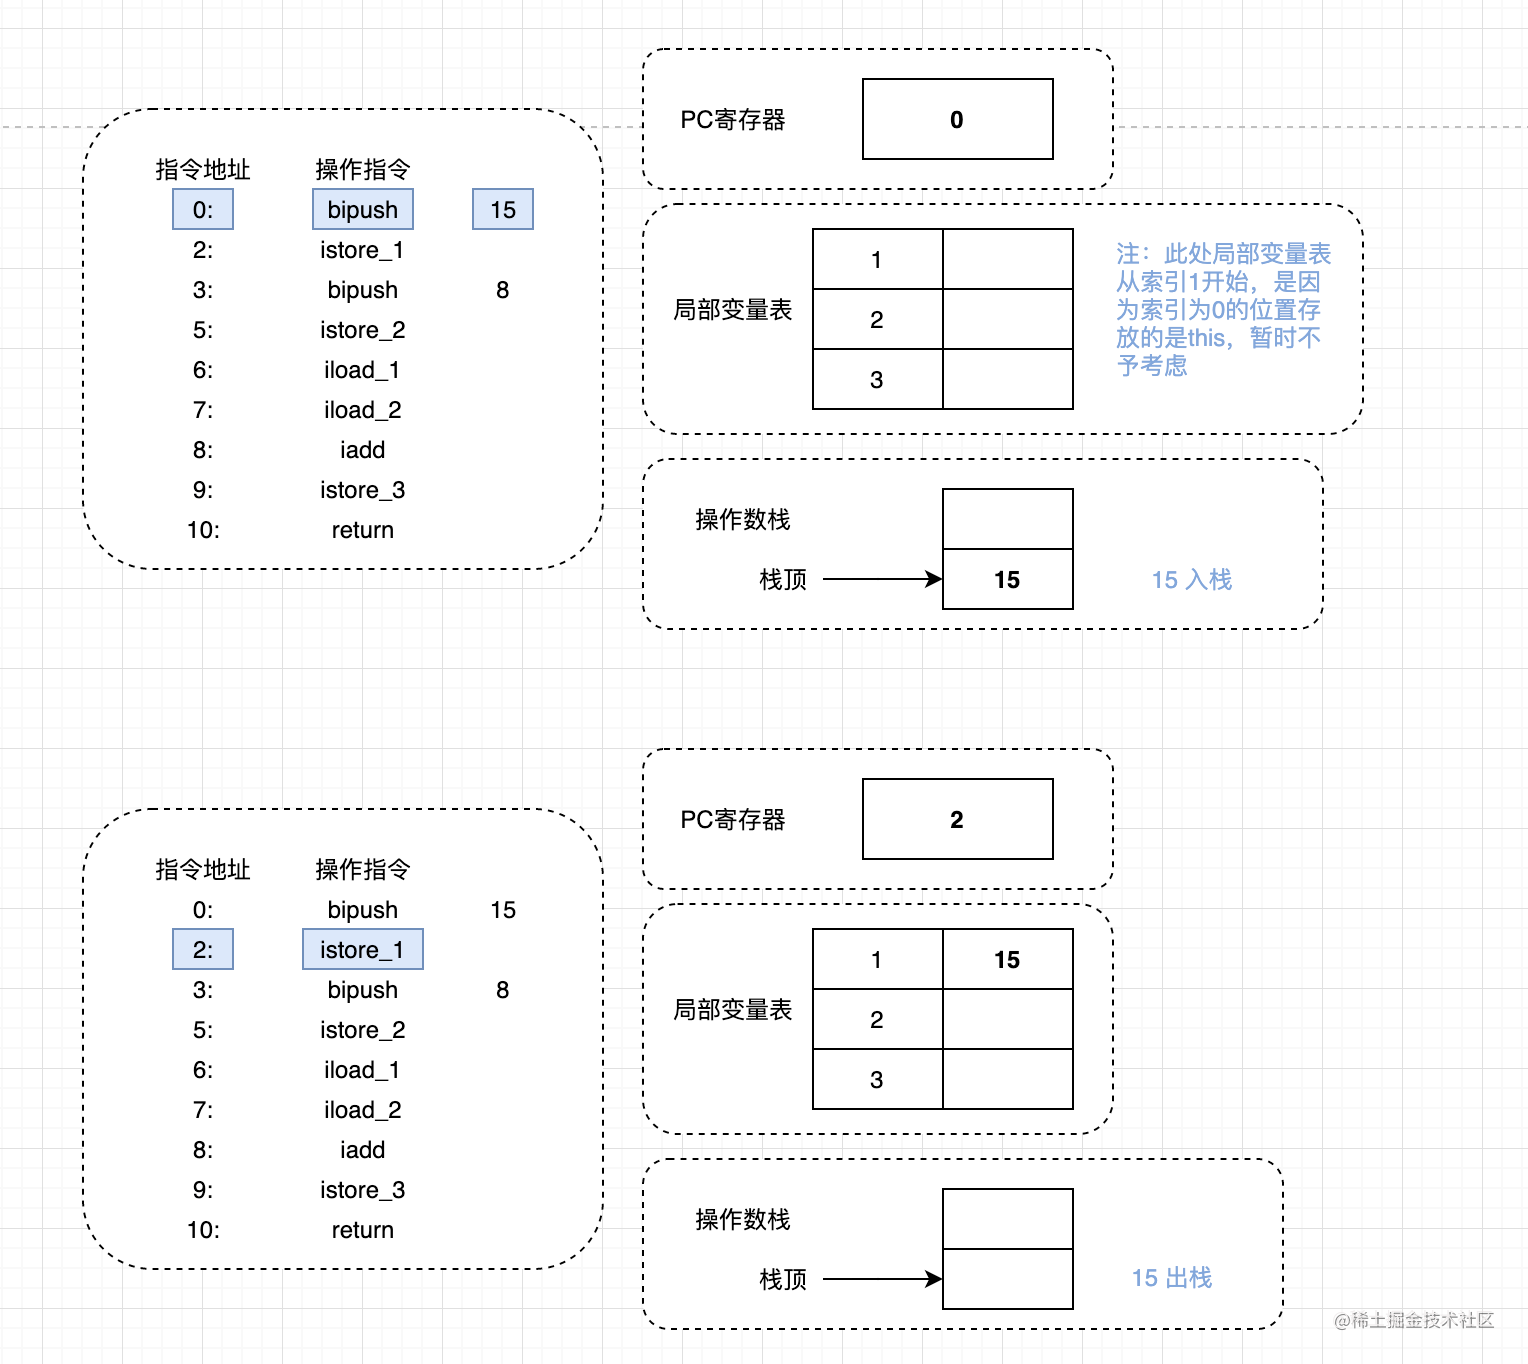 PC寄存器 0
指令地址 操作指令
0: bipush 15
2: istore_1
3: bipush 8
5: istore_2
6: iload_1
7: iload_2
8: iadd
9: istore_3
10: return
局部变量表
1
2
3
注：此处局部变量表
从索引1开始，是因
为索引为0的位置存
放的是this，暂时不
予考虑
操作数栈
栈顶 15 15 入栈
PC寄存器 2
指令地址 操作指令
0: bipush 15
2: istore_1
3: bipush 8
5: istore_2
6: iload_1
7: iload_2
8: iadd
9: istore_3
10: return
局部变量表
1 15
2
3
操作数栈
栈顶 15 出栈
@稀土掘金技术社区